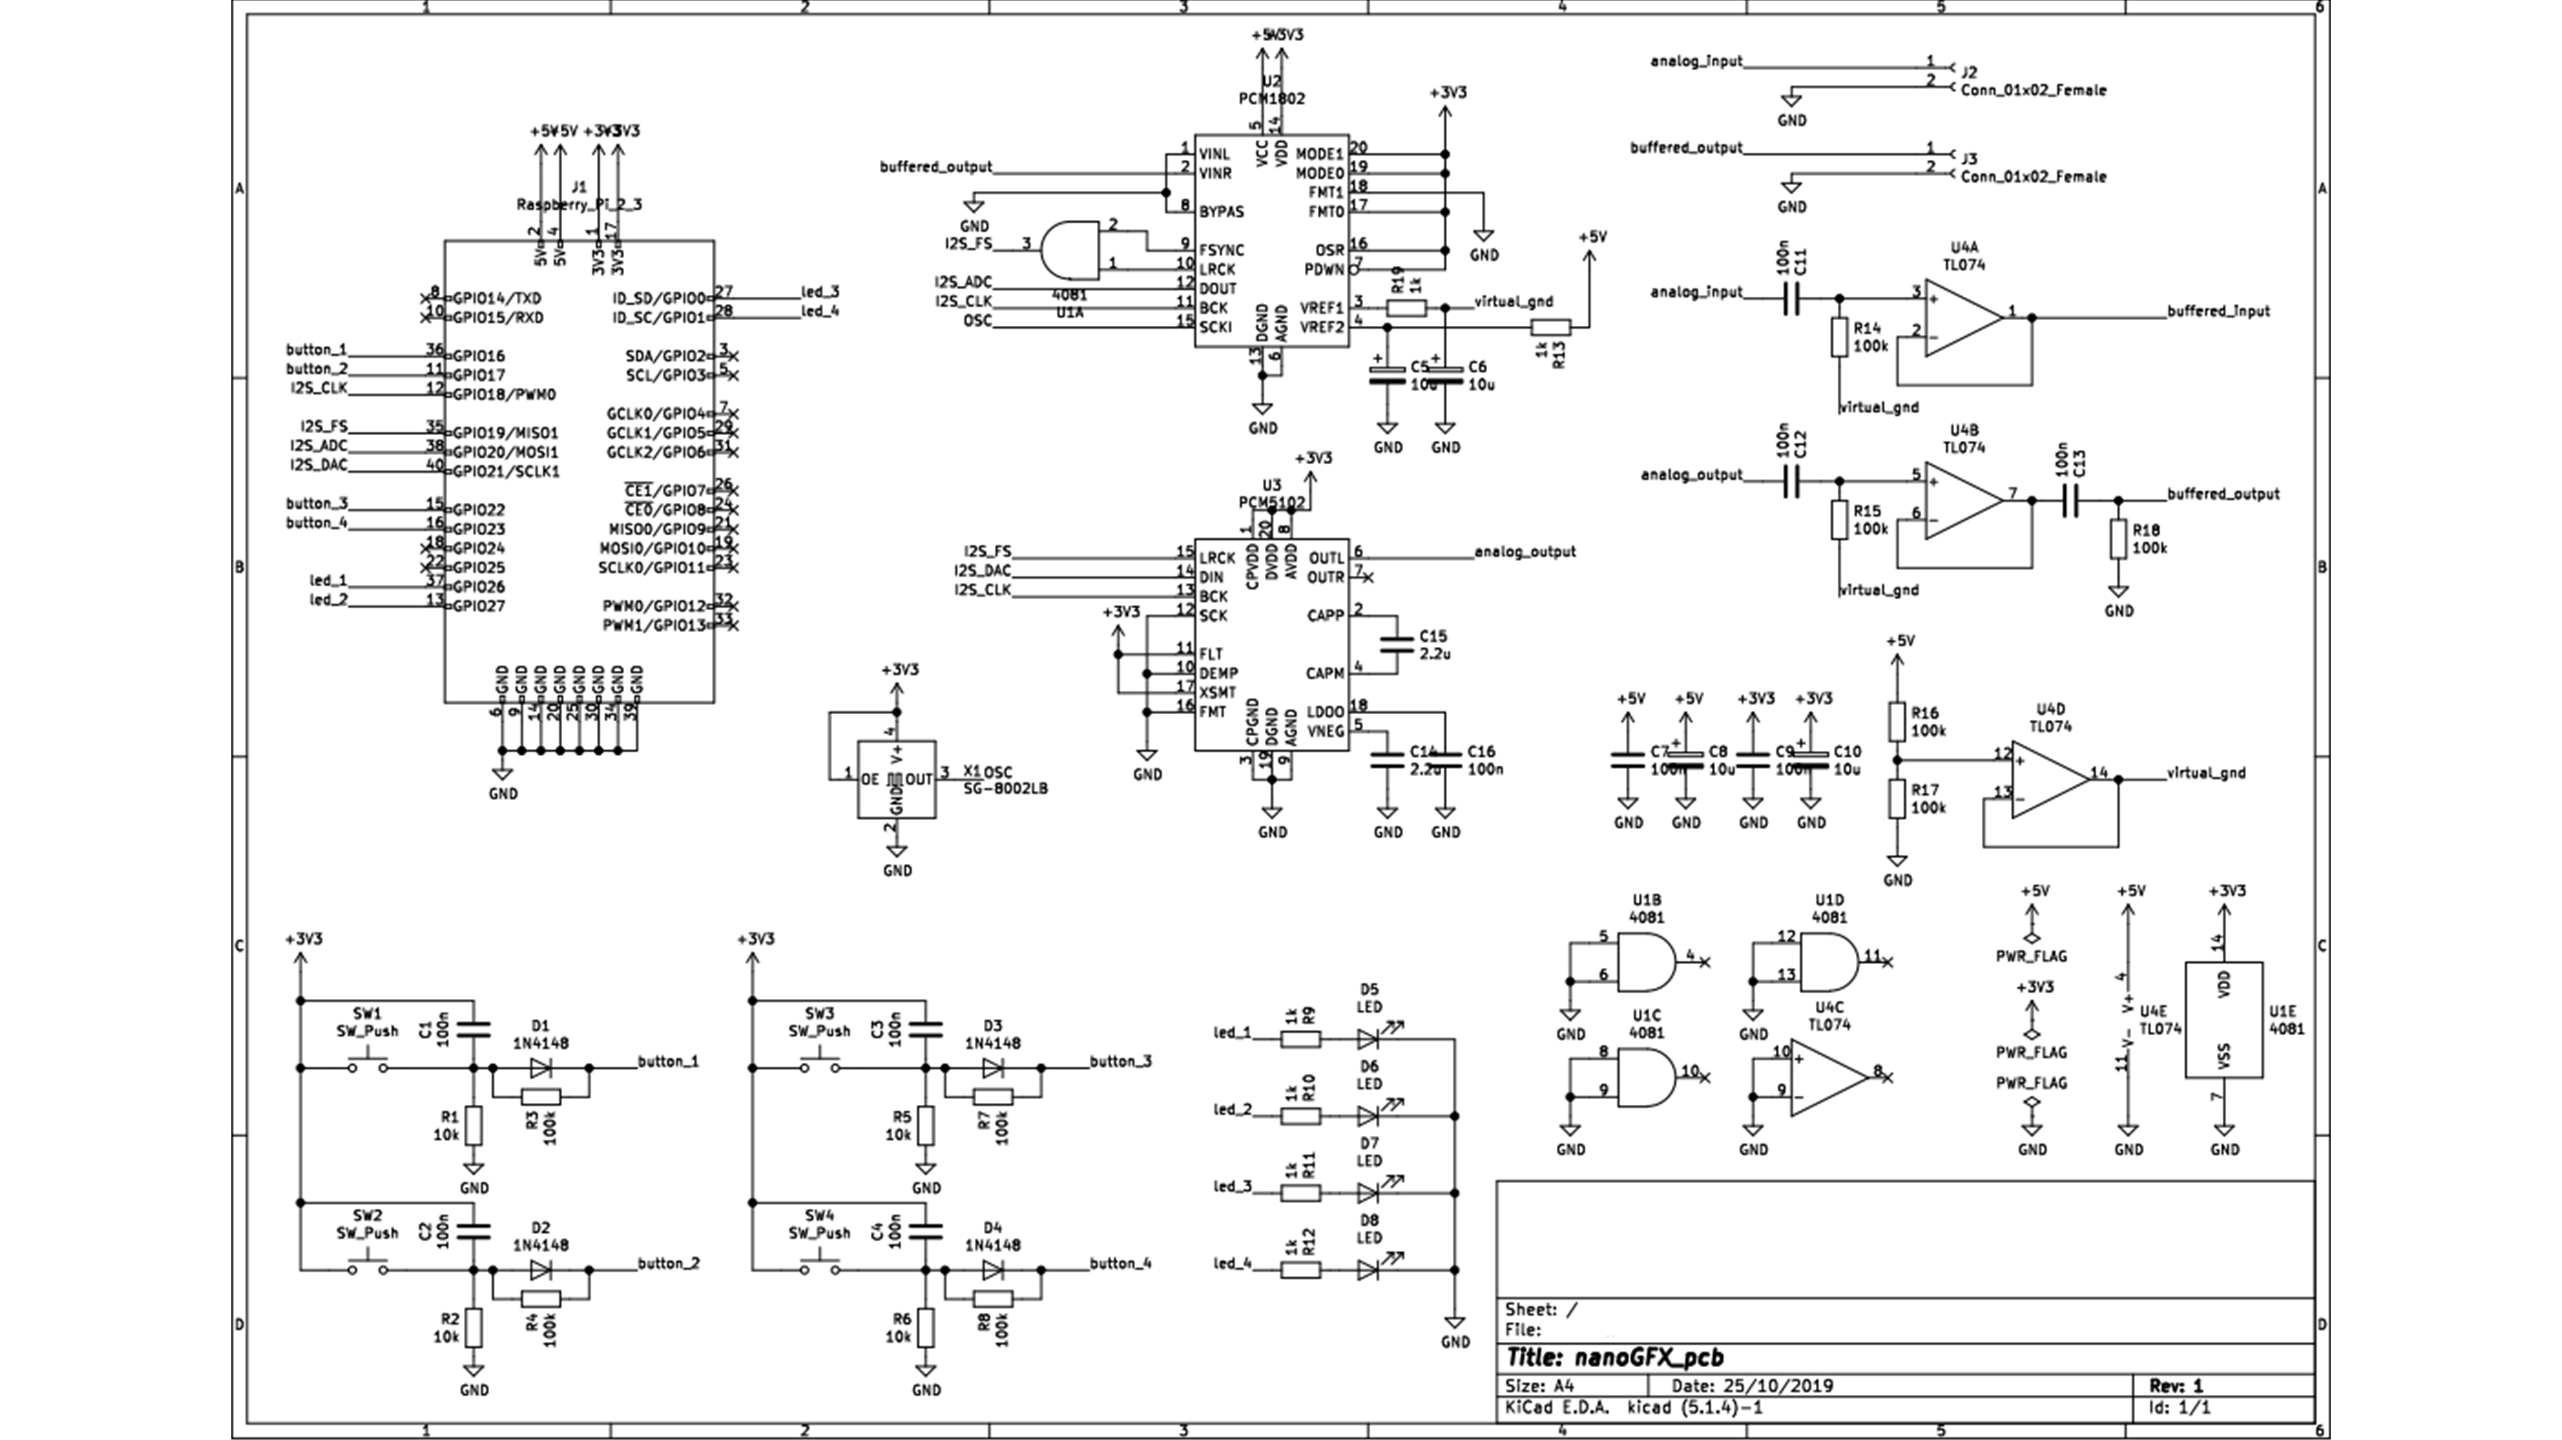 1 2 3 4 5 6
A
B
C
D
+5V +5V +3V3 +3V3
J1
Raspberry_Pi_2_3
2 4 1 17
5V 5V 3V3 3V3
8 GPIO14/TXD
10 GPIO15/RXD
button_1 36 GPIO16
button_2 11 GPIO17
I2S_CLK 12 GPIO18/PWM0
I2S_FS 35 GPIO19/MISO1
I2S_ADC 38 GPIO20/MOSI1
I2S_DAC 40 GPIO21/SCLK1
button_3 15 GPIO22
button_4 16 GPIO23
18 GPIO24
22 GPIO25
led_1 37 GPIO26
led_2 13 GPIO27
ID_SD/GPIO0 27 led_3
ID_SC/GPIO1 28 led_4
SDA/GPIO2 3
SCL/GPIO3 5
GCLK0/GPIO4 7
GCLK1/GPIO5 29
GCLK2/GPIO6 31
CE1/GPIO7 26
CE0/GPIO8 24
MISO0/GPIO9 21
MOSI0/GPIO10 19
SCLK0/GPIO11 23
PWM0/GPIO12 32
PWM1/GPIO13 33
GND GND GND GND GND GND GND GND
6 9 14 20 25 30 34 39
GND
+5V +3V3
U2
PCM1802
5 14
VCC VDD
1 VINL
buffered_output 2 VINR
8 BYPAS
GND
I2S_FS 3 2 9 FSYNC
1 10 LRCK
4081
U1A
I2S_ADC 12 DOUT
I2S_CLK 11 BCK
OSC 15 SCKI
MODE1 20
MODE0 19
FMT1 18
FMT0 17
OSR 16
PDWN 7
VREF1 3
VREF2 4
DGND AGND
13 6
GND
+3V3
GND
R19
1k
virtual_gnd
+5V
1k
R13
C5
10u
C6
10u
GND GND
+3V3
U3
PCM5102
1 20 8
CPVDD DVDD AVDD
I2S_FS 15 LRCK
I2S_DAC 14 DIN
I2S_CLK 13 BCK
12 SCK
+3V3
11 FLT
10 DEMP
17 XSMT
16 FMT
GND
OUTL 6 analog_output
OUTR 7
CAPP 2
C15
2.2u
CAPM 4
LDOO 18
VNEG 5
CPGND DGND AGND
3 19 9
GND
C14
2.2u
C16
100n
GND GND
+3V3
4
V+
1 OE OUT 3
GND
2
X1 OSC
SG-8002LB
GND
analog_input 1
2
J2
Conn_01x02_Female
GND
buffered_output 1
2
J3
Conn_01x02_Female
GND
analog_input
100n
C11
R14
100k
virtual_gnd
U4A
TL074
3 +
2 -
1
buffered_input
analog_output
100n
C12
R15
100k
virtual_gnd
U4B
TL074
5 +
6 -
7
100n
C13
buffered_output
R18
100k
GND
+5V
R16
100k
R17
100k
GND
U4D
TL074
12 +
13 -
14
virtual_gnd
+5V +5V +3V3 +3V3
C7 C8 C9 C10
100n 10u 100n 10u
GND GND GND GND
U1B
4081
5
6
4
GND
U1D
4081
12
13
11
GND
U1C
4081
8
9
10
GND
U4C
TL074
10 +
9 -
8
GND
+5V
PWR_FLAG
+3V3
PWR_FLAG
PWR_FLAG
GND
+5V
4
V+
U4E
TL074
V-
11
GND
+3V3
14
VDD
U1E
4081
VSS
7
GND
+3V3
SW1
SW_Push
C1
100n
D1
1N4148
button_1
R1
10k
R3
100k
GND
SW2
SW_Push
C2
100n
D2
1N4148
button_2
R2
10k
R4
100k
GND
+3V3
SW3
SW_Push
C3
100n
D3
1N4148
button_3
R5
10k
R7
100k
GND
SW4
SW_Push
C4
100n
D4
1N4148
button_4
R6
10k
R8
100k
GND
led_1
1k
R9
D5
LED
led_2
1k
R10
D6
LED
led_3
1k
R11
D7
LED
led_4
1k
R12
D8
LED
GND
Sheet: /
File:
Title: nanoGFX_pcb
Size: A4 Date: 25/10/2019 Rev: 1
KiCad E.D.A. kicad (5.1.4)-1 Id: 1/1
A
B
C
D
1 2 3 4 5 6